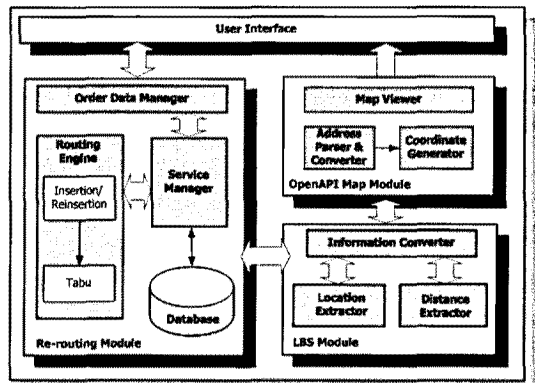 User Interface
Order Data Manager
Routing
Engine
Insertion/
Reinsertion
Tabu
Service
Manager
Database
Re-routing Module
Map Viewer
Address
Parser &
Converter
Coordinate
Generator
OpenAPI Map Module
Information Converter
Location
Extractor
Distance
Extractor
LBS Module